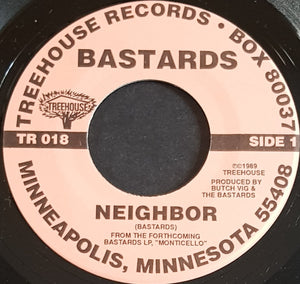 TREEHOUSE RECORDS • BOX 80037
BASTARDS
TREEHOUSE
TR 018
SIDE 1
℗©1989
TREEHOUSE
PRODUCED BY
BUTCH VIG &
THE BASTARDS
NEIGHBOR
(BASTARDS)
FROM THE FORTHCOMING
BASTARDS LP, "MONTICELLO"
MINNEAPOLIS, MINNESOTA 55408